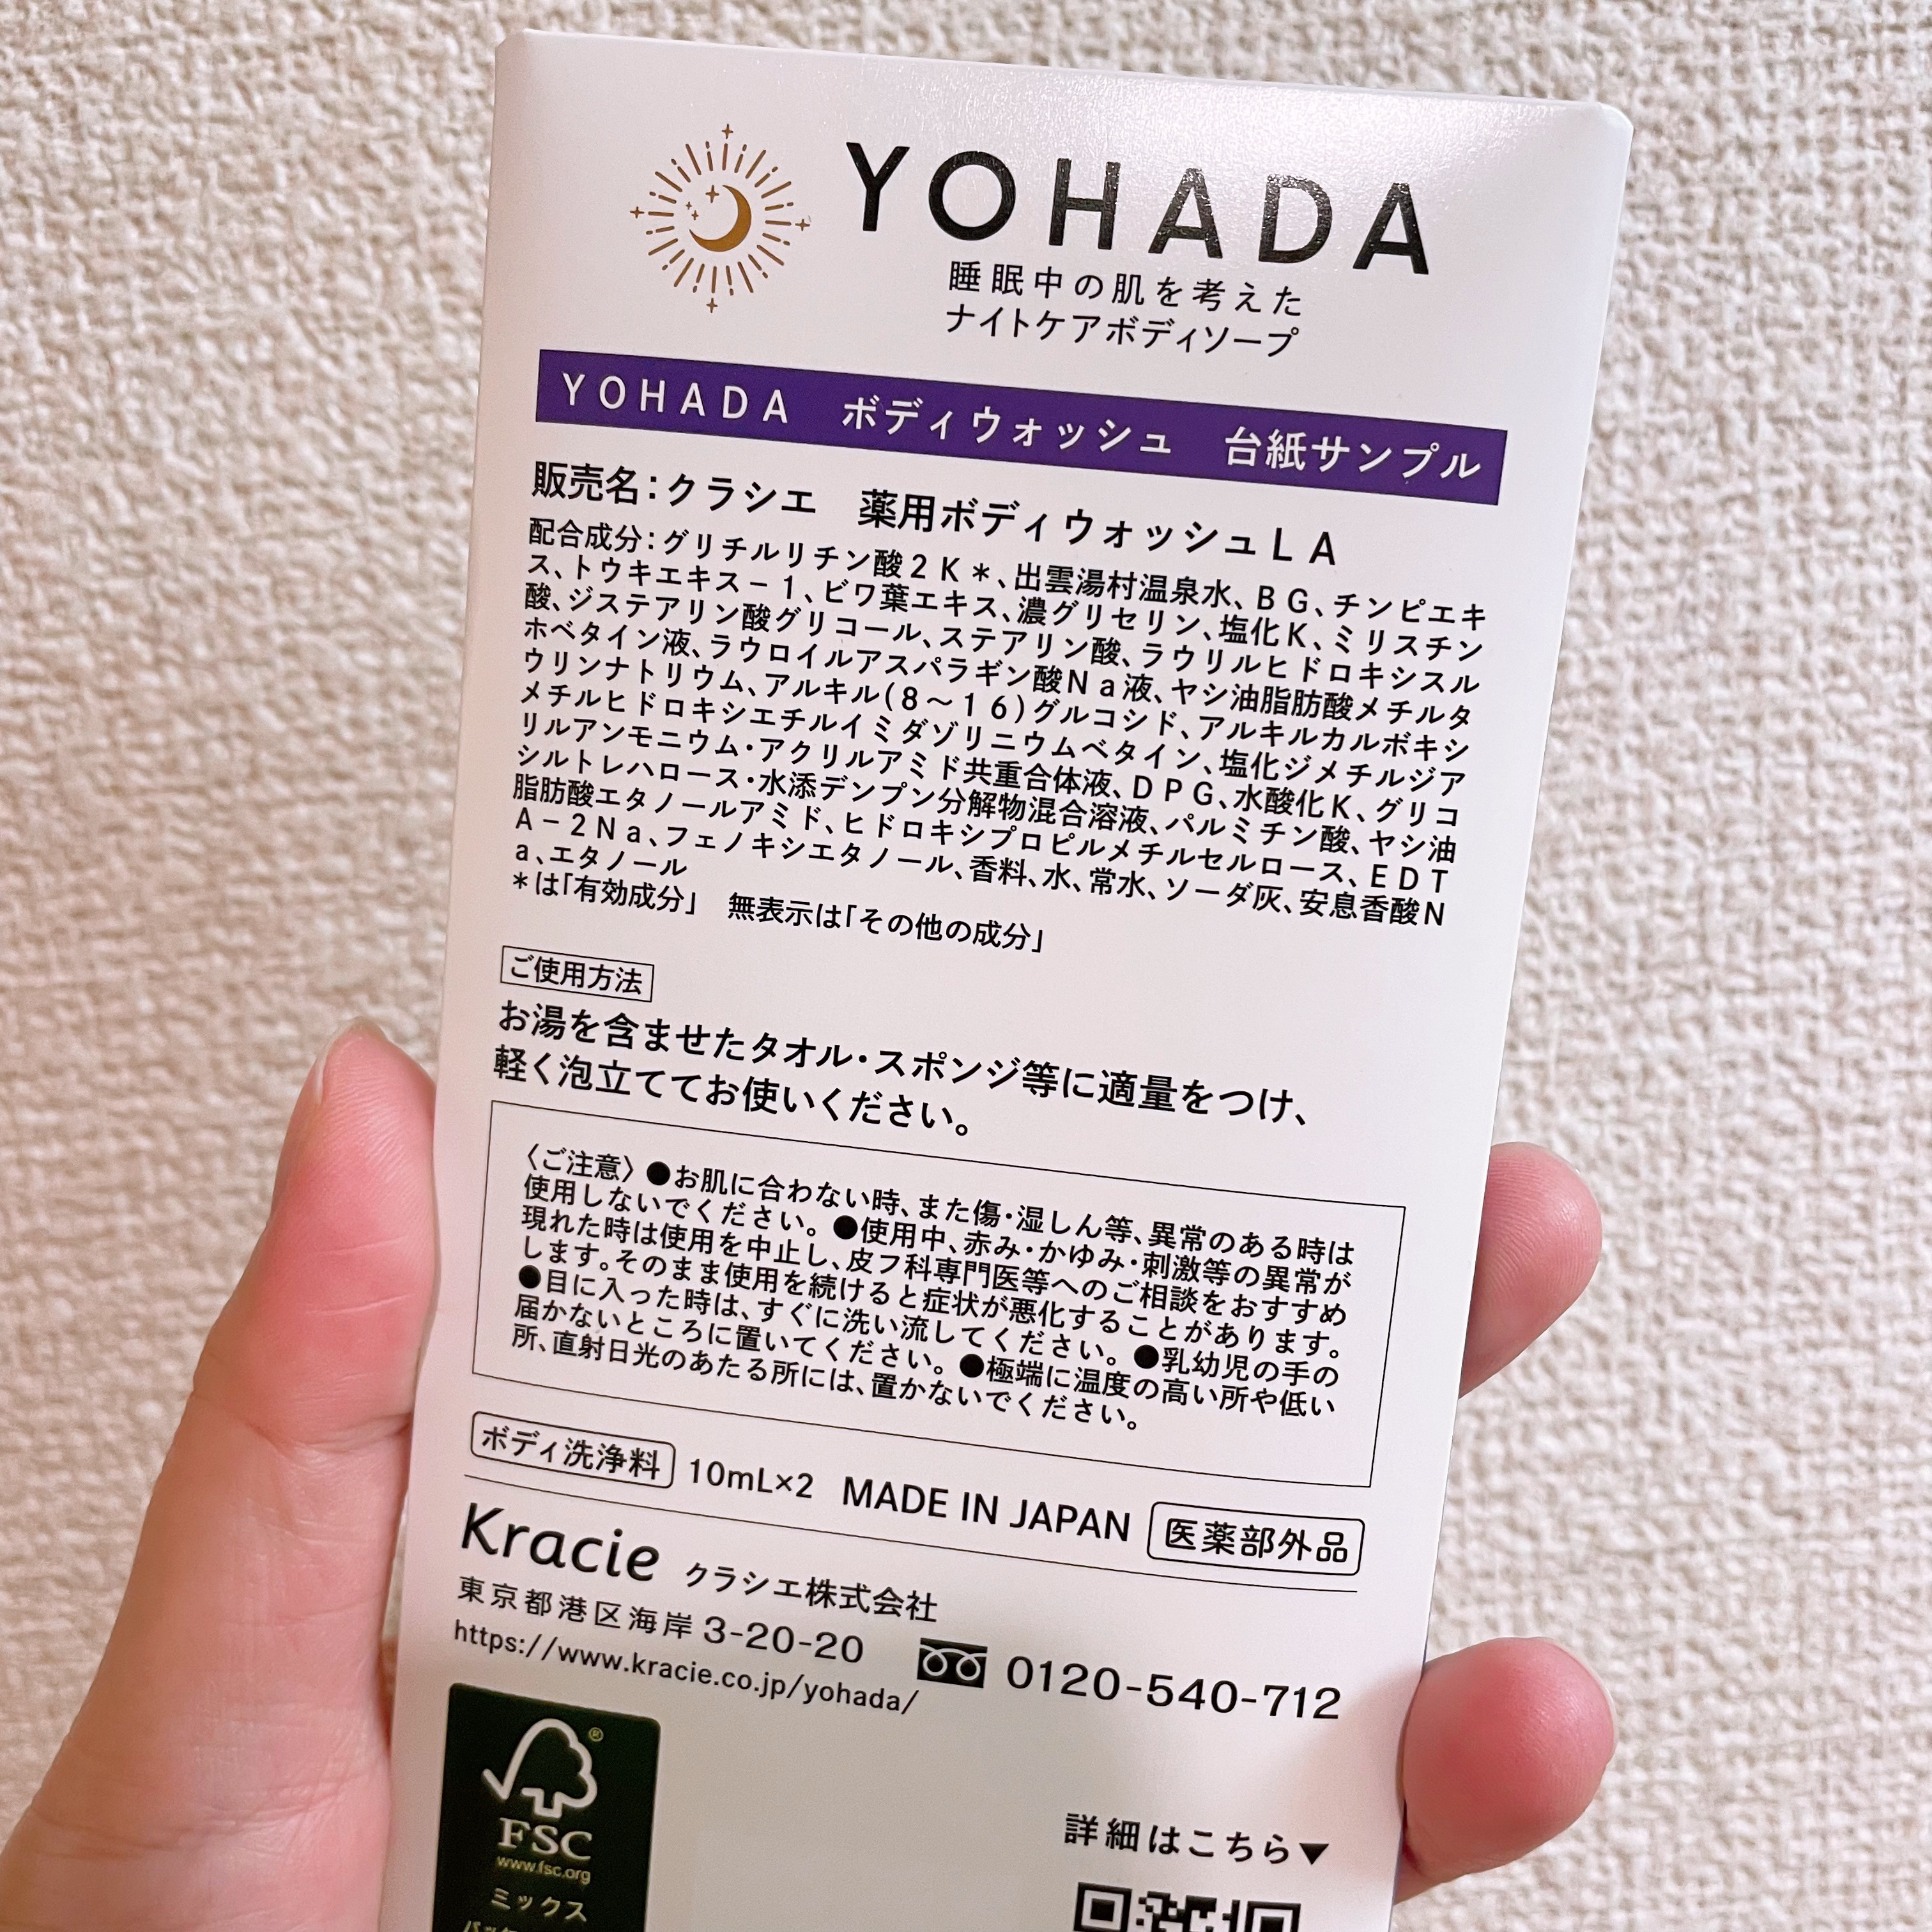 YOHADA
睡眠中の肌を考えた
ナイトケアボディソープ
YOHADA ボディウォッシュ 台紙サンプル
販売名：クラシエ 薬用ボディウォッシュLA
配合成分：グリチルリチン酸2K＊、出雲湯村温泉水、BG、チンピエキ
ス、トウキエキス－1、ビワ葉エキス、濃グリセリン、塩化K、ミリスチン
酸、ジステアリン酸グリコール、ステアリン酸、ラウリルヒドロキシスル
ホベタイン液、ラウロイルアスパラギン酸Na液、ヤシ油脂肪酸メチルタ
ウリンナトリウム、アルキル(8～16)グルコシド、アルキルカルボキシ
メチルヒドロキシエチルイミダゾリニウムベタイン、塩化ジメチルジア
リルアンモニウム・アクリルアミド共重合体液、DPG、水酸化K、グリコ
シルトレハロース・水添デンプン分解物混合溶液、パルミチン酸、ヤシ油
脂肪酸エタノールアミド、ヒドロキシプロピルメチルセルロース、EDT
A－2Na、フェノキシエタノール、香料、水、常水、ソーダ灰、安息香酸N
a、エタノール
＊は「有効成分」 無表示は「その他の成分」
ご使用方法
お湯を含ませたタオル・スポンジ等に適量をつけ、
軽く泡立ててお使いください。
〈ご注意〉●お肌に合わない時、また傷・湿しん等、異常のある時は
使用しないでください。●使用中、赤み・かゆみ・刺激等の異常が
現れた時は使用を中止し、皮フ科専門医等へのご相談をおすすめ
します。そのまま使用を続けると症状が悪化することがあります。
●目に入った時は、すぐに洗い流してください。●乳幼児の手の
届かないところに置いてください。●極端に温度の高い所や低い
所、直射日光のあたる所には、置かないでください。
ボディ洗浄料 10mL×2 MADE IN JAPAN 医薬部外品
Kracie クラシエ株式会社
東京都港区海岸3-20-20
https://www.kracie.co.jp/yohada/
0120-540-712
®
FSC
www.fsc.org
ミックス
詳細はこちら▼